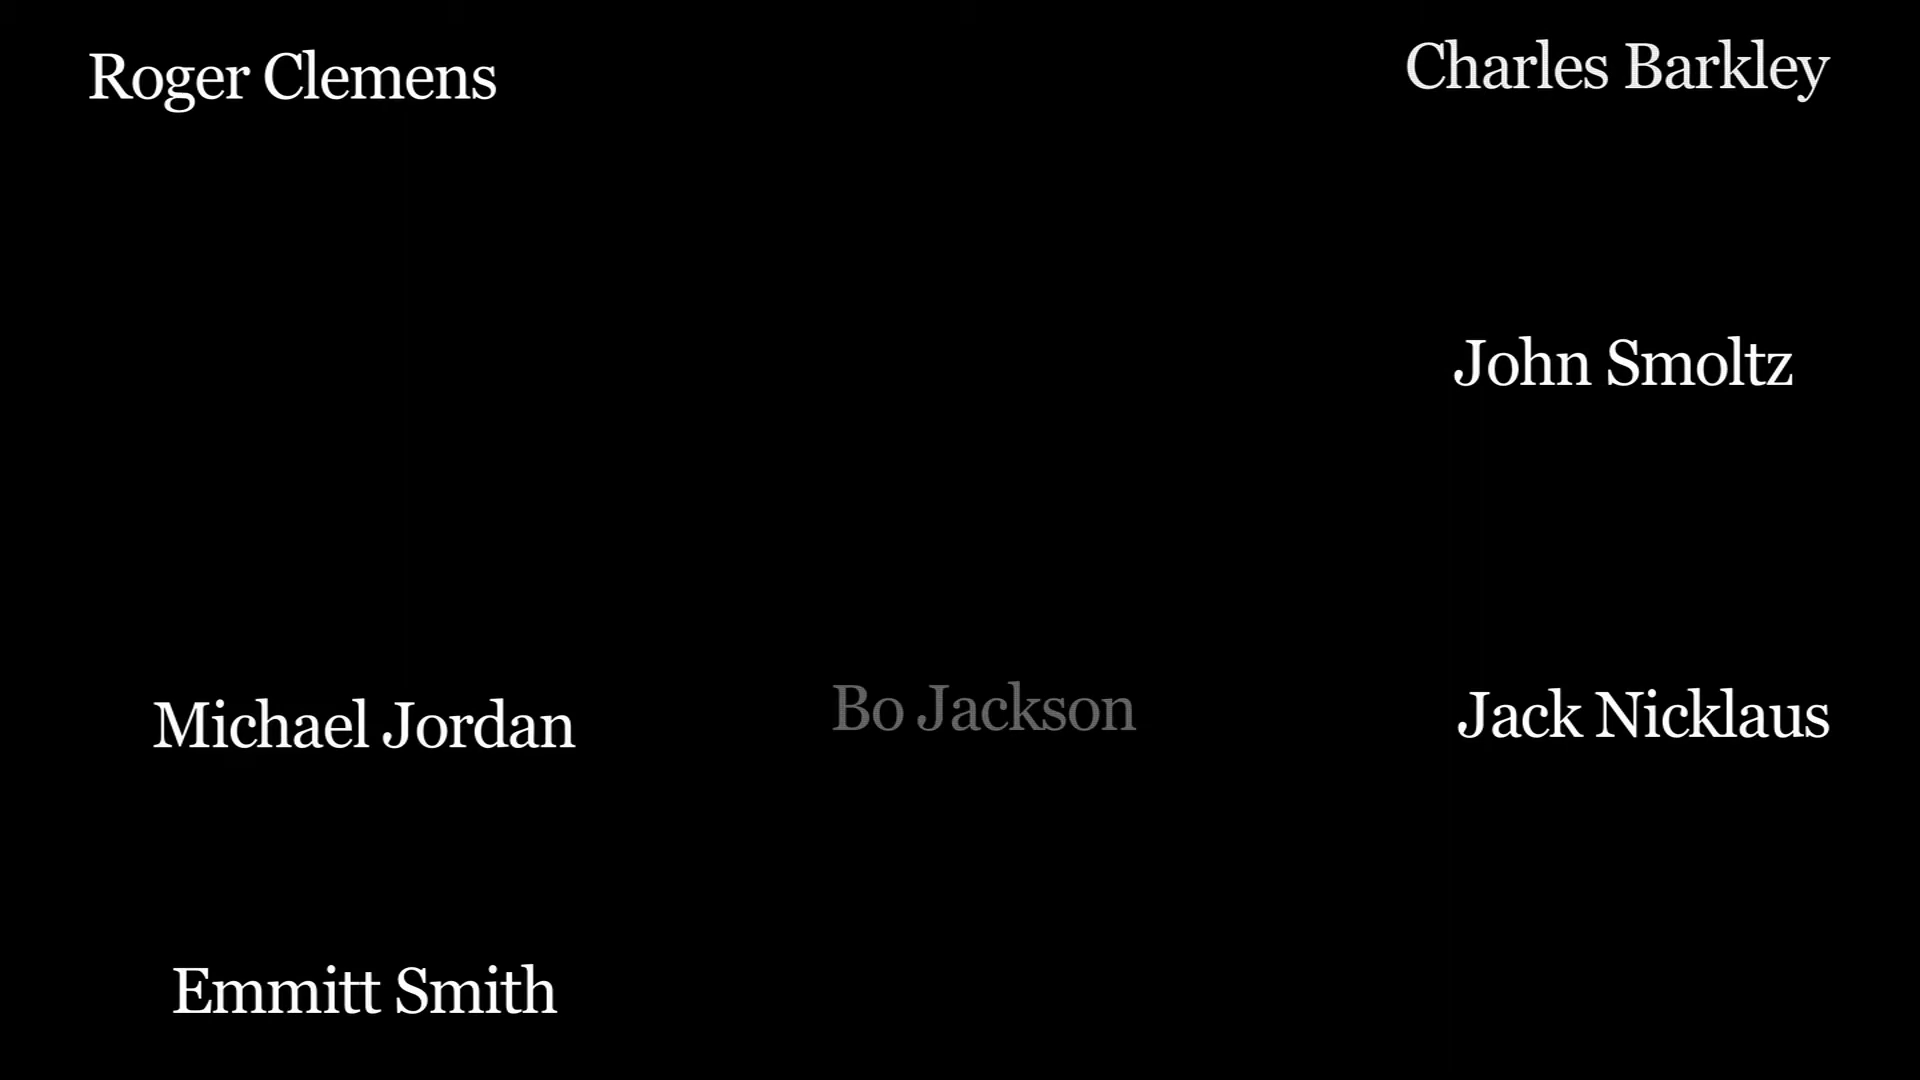 Roger Clemens
Charles Barkley
John Smoltz
Michael Jordan
Bo Jackson
Jack Nicklaus
Emmitt Smith